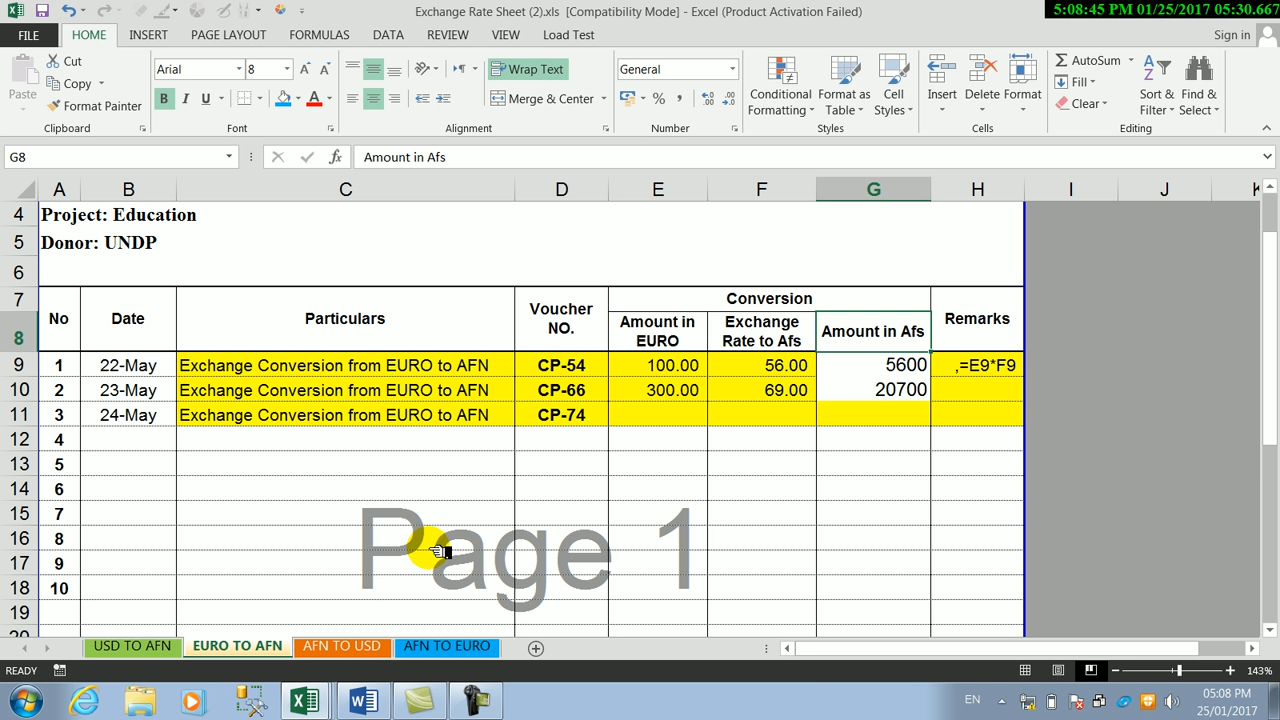 Exchange Rate Sheet (2).xls [Compatibility Mode] - Excel (Product Activation Failed)
5:08:45 PM 01/25/2017 05:30.667
FILE HOME INSERT PAGE LAYOUT FORMULAS DATA REVIEW VIEW Load Test Sign in
Paste
Cut
Copy
Format Painter
Clipboard
Arial 8
B I U
Font
Wrap Text
Merge & Center
Alignment
General
Number
Conditional Formatting
Format as Table
Cell Styles
Styles
Insert Delete Format
Cells
AutoSum
Fill
Clear
Sort & Filter
Find & Select
Editing
G8 fx Amount in Afs
A B C D E F G H I J K
4 Project: Education
5 Donor: UNDP
6
7 No Date Particulars Voucher NO. Conversion Remarks
8 Amount in EURO Exchange Rate to Afs Amount in Afs
9 1 22-May Exchange Conversion from EURO to AFN CP-54 100.00 56.00 5600 ,=E9*F9
10 2 23-May Exchange Conversion from EURO to AFN CP-66 300.00 69.00 20700
11 3 24-May Exchange Conversion from EURO to AFN CP-74
12 4
13 5
14 6
15 7
16 8
17 9
18 10
19
Page 1
USD TO AFN EURO TO AFN AFN TO USD AFN TO EURO
READY 143%
EN 05:08 PM
25/01/2017